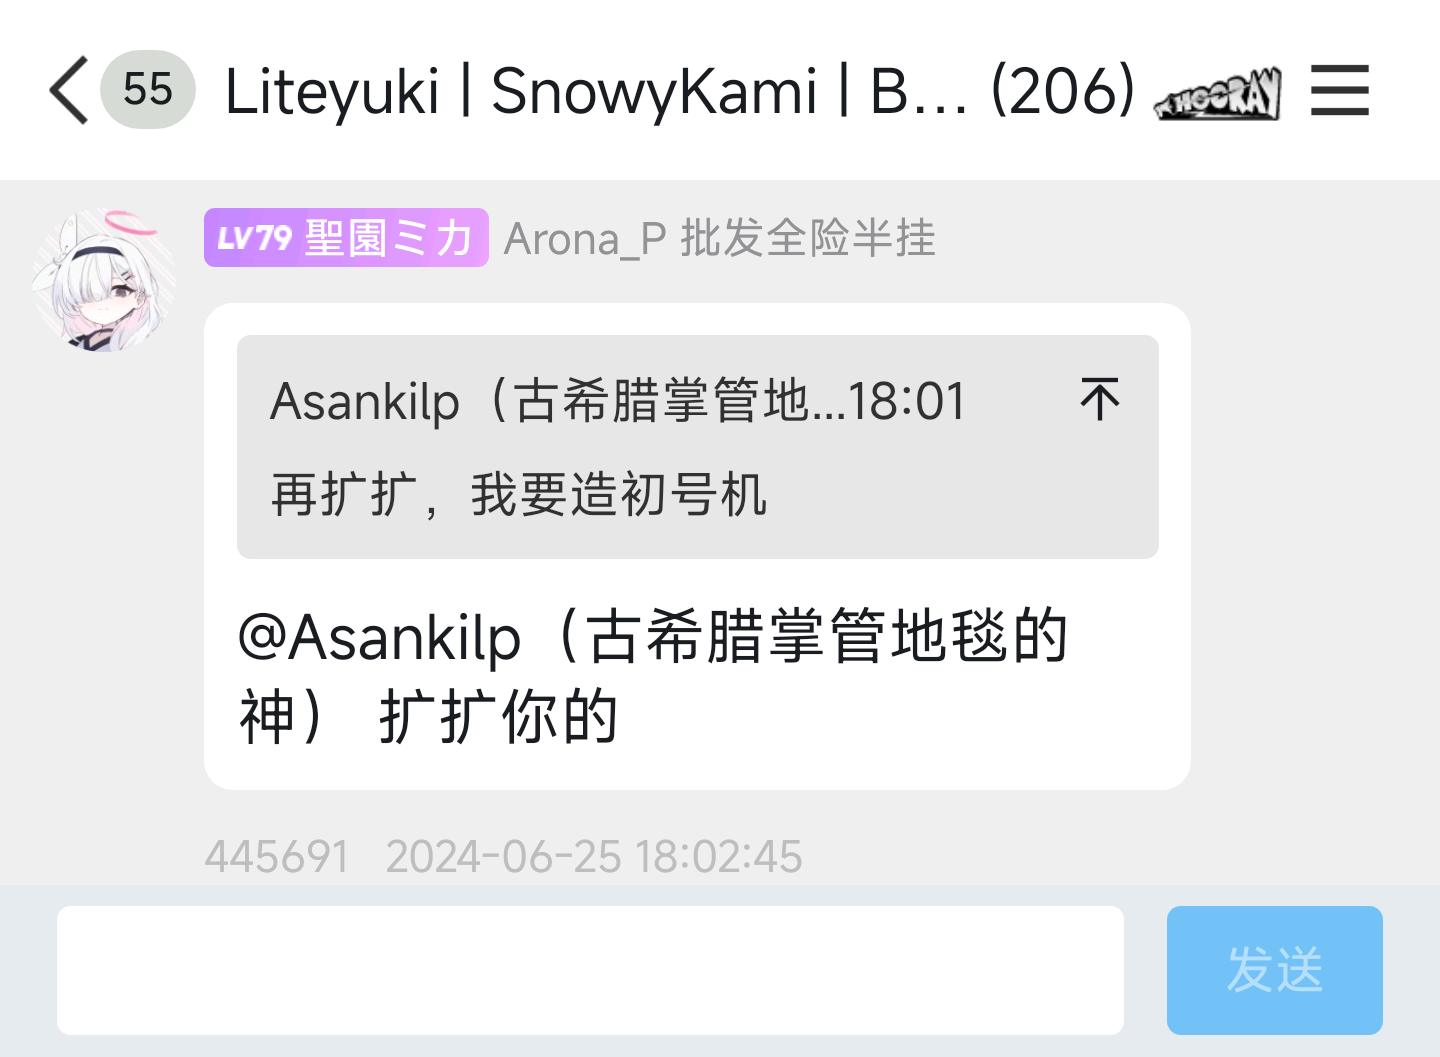 55 Liteyuki | SnowyKami | B... (206) HOORAY
LV79 聖園ミカ Arona_P 批发全险半挂
Asankilp（古希腊掌管地...18:01
再扩扩，我要造初号机
@Asankilp（古希腊掌管地毯的
神） 扩扩你的
445691 2024-06-25 18:02:45
发送